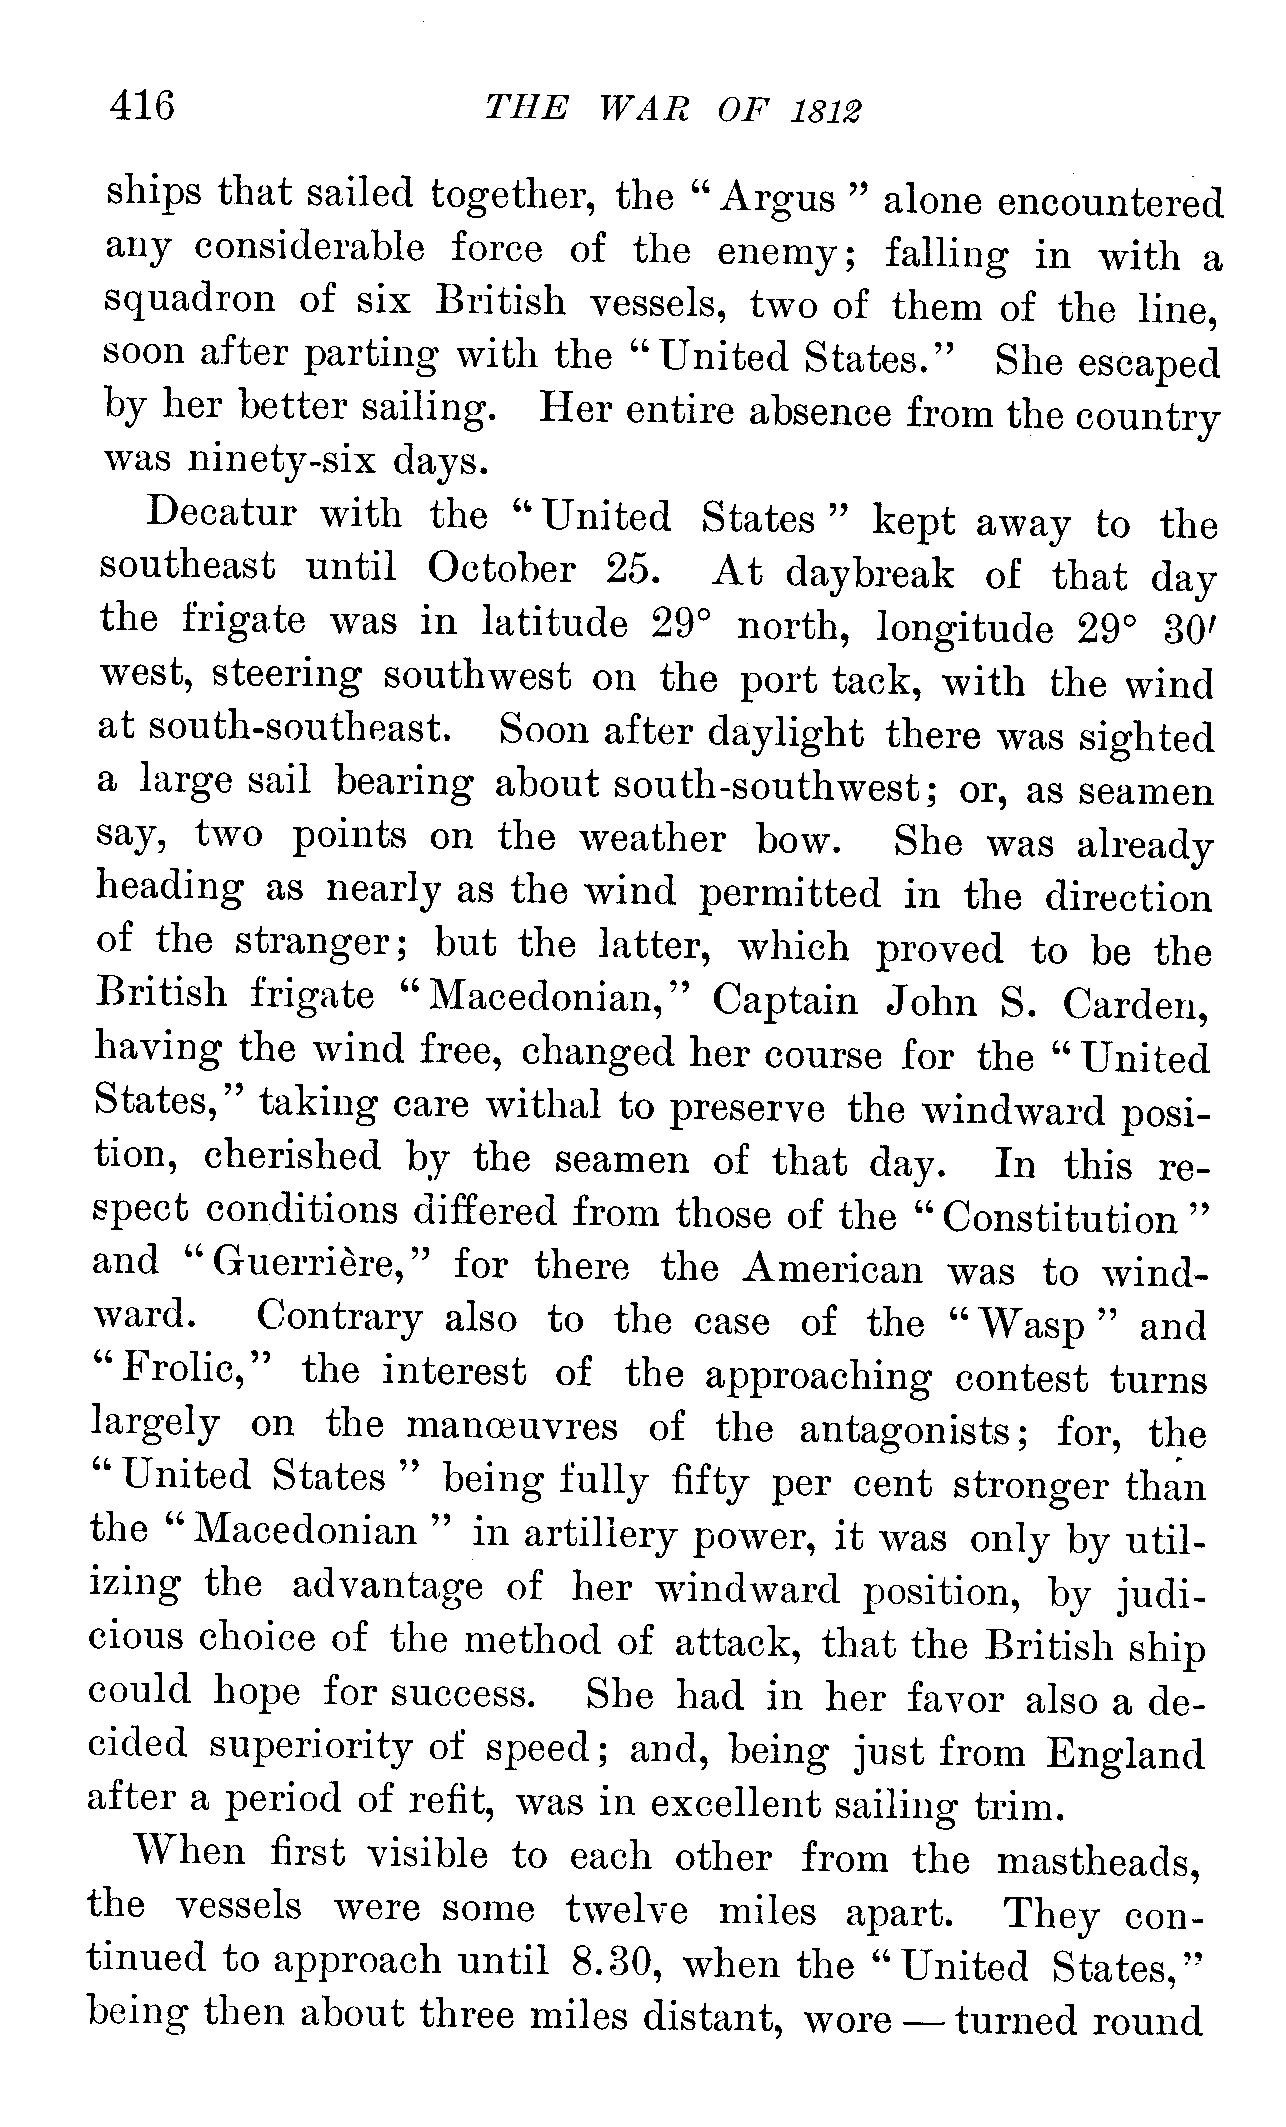 416 THE WAR OF 1812
ships that sailed together, the “ Argus ” alone encountered
any considerable force of the enemy; falling in with a
squadron of six British vessels, two of them of the line,
soon after parting with the “ United States.” She escaped
by her better sailing. Her entire absence from the country
was ninety-six days.
Decatur with the “ United States ” kept away to the
southeast until October 25. At daybreak of that day
the frigate was in latitude 29° north, longitude 29° 30′
west, steering southwest on the port tack, with the wind
at south-southeast. Soon after daylight there was sighted
a large sail bearing about south-southwest; or, as seamen
say, two points on the weather bow. She was already
heading as nearly as the wind permitted in the direction
of the stranger; but the latter, which proved to be the
British frigate “ Macedonian,” Captain John S. Carden,
having the wind free, changed her course for the “ United
States,” taking care withal to preserve the windward posi-
tion, cherished by the seamen of that day. In this re-
spect conditions differed from those of the “ Constitution ”
and “ Guerrière,” for there the American was to wind-
ward. Contrary also to the case of the “ Wasp ” and
“ Frolic,” the interest of the approaching contest turns
largely on the manœuvres of the antagonists; for, the
“ United States ” being fully fifty per cent stronger than
the “ Macedonian ” in artillery power, it was only by util-
izing the advantage of her windward position, by judi-
cious choice of the method of attack, that the British ship
could hope for success. She had in her favor also a de-
cided superiority of speed; and, being just from England
after a period of refit, was in excellent sailing trim.
When first visible to each other from the mastheads,
the vessels were some twelve miles apart. They con-
tinued to approach until 8.30, when the “ United States,”
being then about three miles distant, wore — turned round